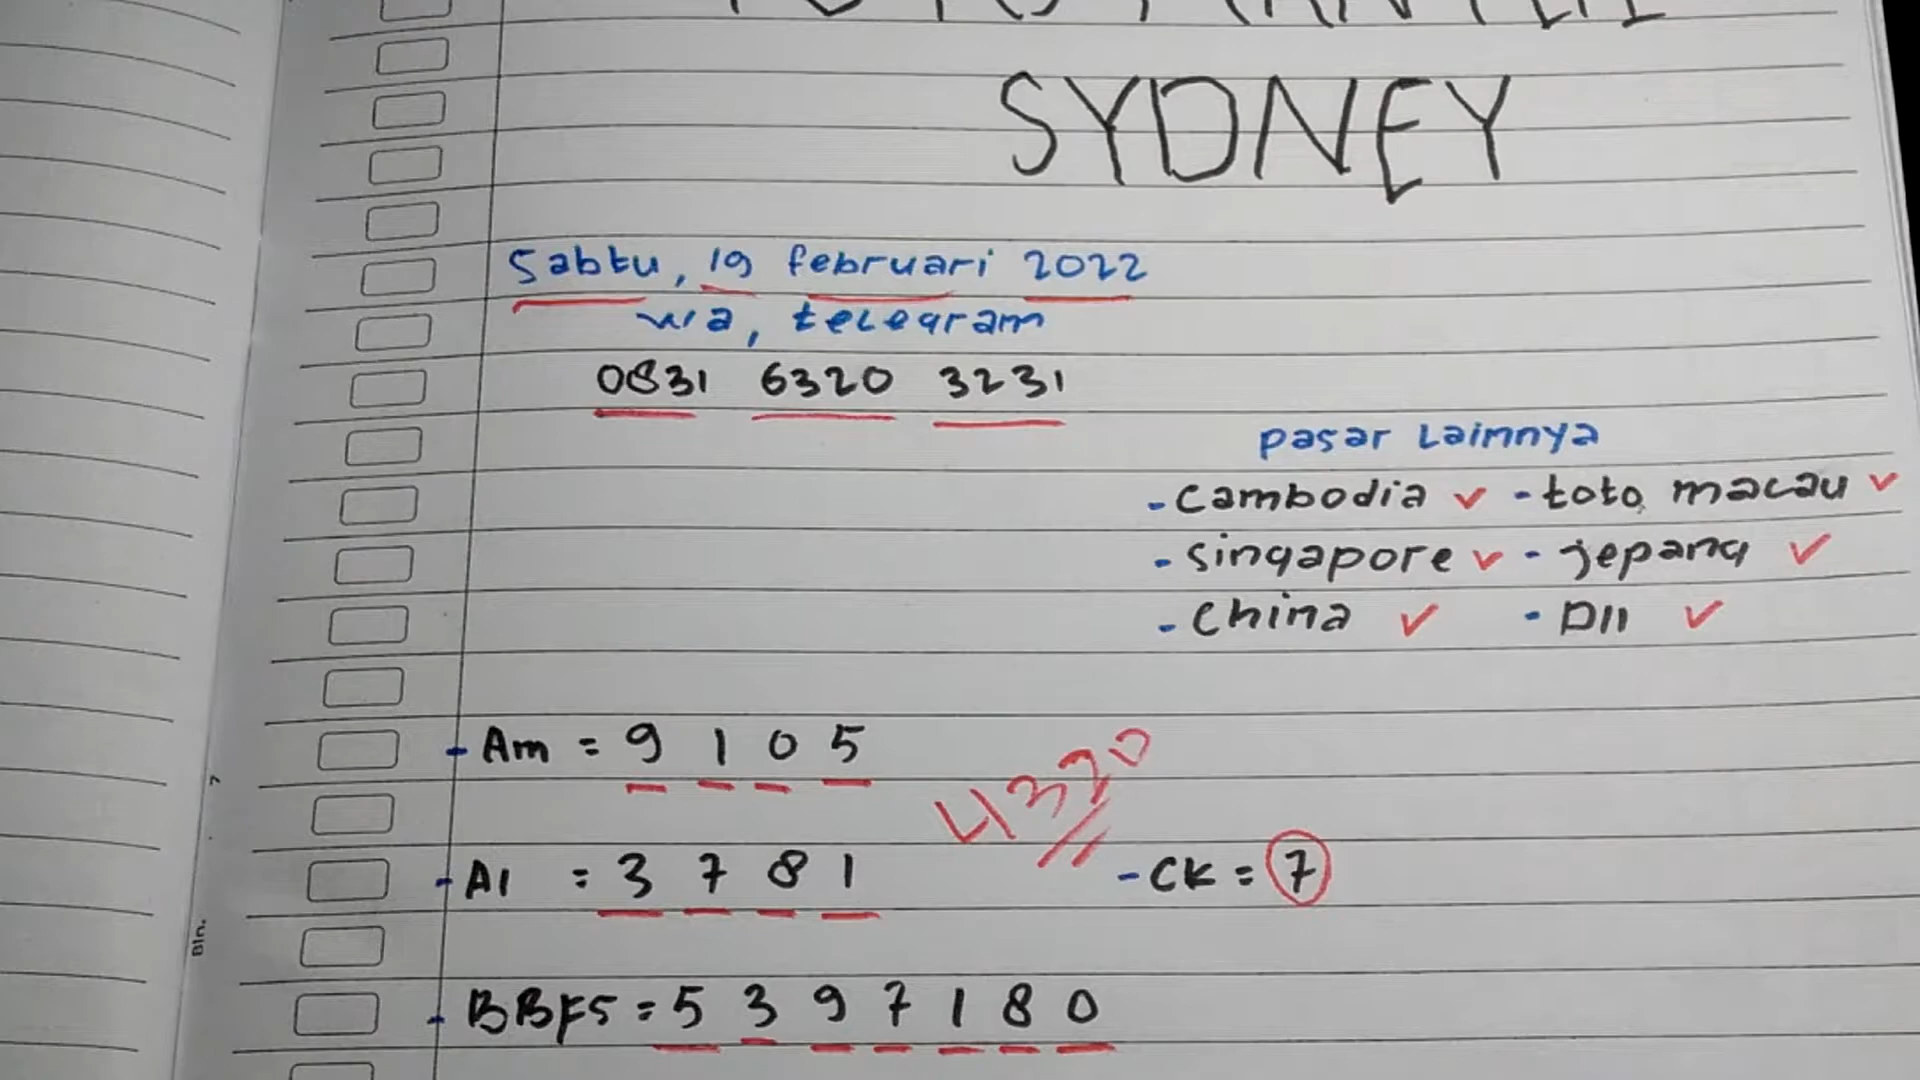 SYDNEY
Sabtu, 19 februari 2022
wa, telegram
0831 6320 3231
pasar Lainnya
- Cambodia ✓ - toto macau ✓
- singapore ✓ - jepang ✓
- China ✓ - Dll ✓
- Am = 9 1 0 5
4320
- AI = 3 7 8 1 - CK = 7
- BBFS = 5 3 9 7 1 8 0
Bln.